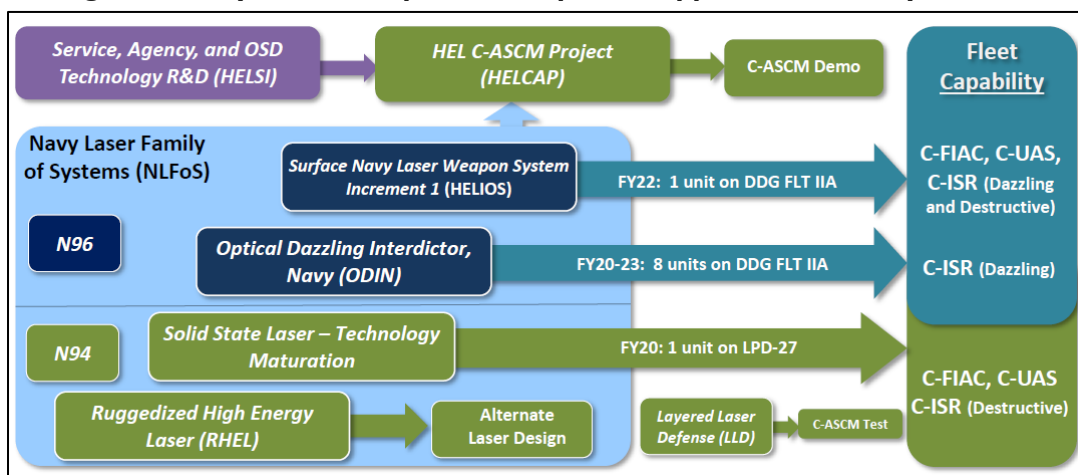 Service, Agency, and OSD
Technology R&D (HELSI)
HEL C-ASCM Project
(HELCAP)
C-ASCM Demo
Fleet
Capability
Navy Laser Family
of Systems (NLFoS)
Surface Navy Laser Weapon System
Increment 1 (HELIOS)
FY22: 1 unit on DDG FLT IIA
C-FIAC, C-UAS,
C-ISR (Dazzling
and Destructive)
N96
Optical Dazzling Interdictor,
Navy (ODIN)
FY20-23: 8 units on DDG FLT IIA
C-ISR (Dazzling)
N94
Solid State Laser – Technology
Maturation
FY20: 1 unit on LPD-27
C-FIAC, C-UAS
C-ISR (Destructive)
Ruggedized High Energy
Laser (RHEL)
Alternate
Laser Design
Layered Laser
Defense (LLD)
C-ASCM Test